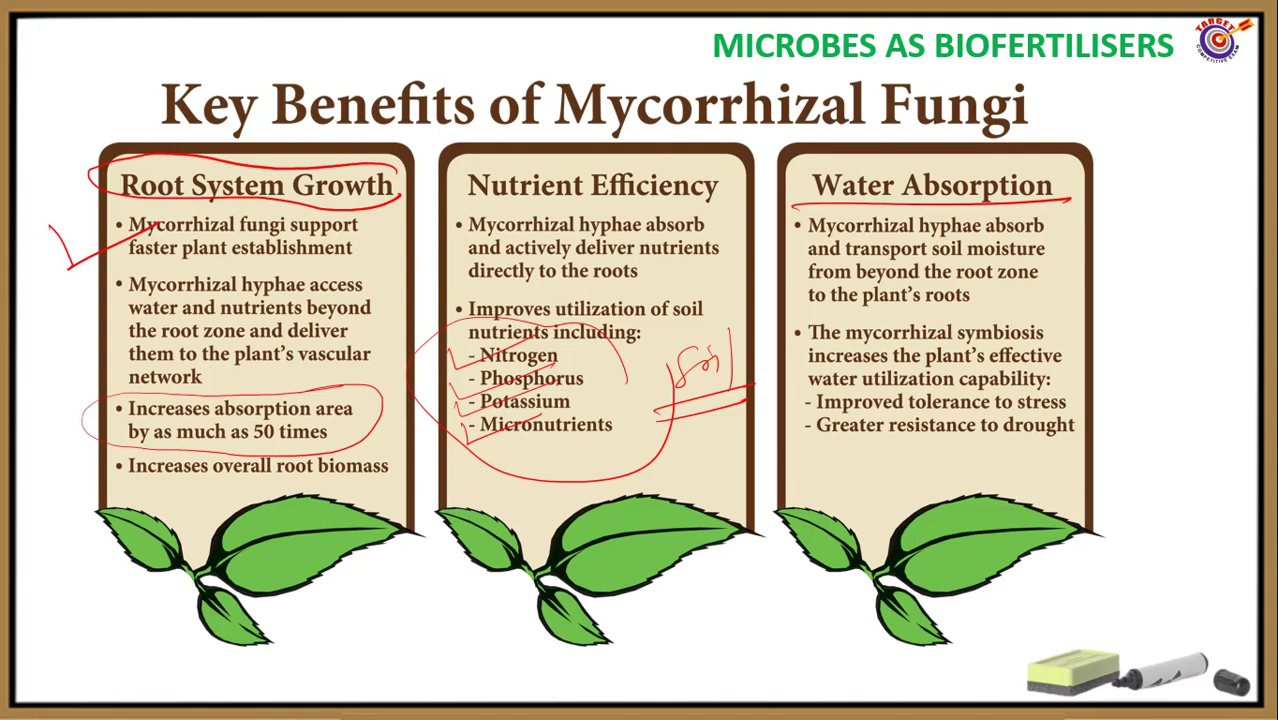 MICROBES AS BIOFERTILISERS
TARGET
COMPETITIVE EXAM
Key Benefits of Mycorrhizal Fungi
Root System Growth
• Mycorrhizal fungi support
faster plant establishment
• Mycorrhizal hyphae access
water and nutrients beyond
the root zone and deliver
them to the plant's vascular
network
• Increases absorption area
by as much as 50 times
• Increases overall root biomass
Nutrient Efficiency
• Mycorrhizal hyphae absorb
and actively deliver nutrients
directly to the roots
• Improves utilization of soil
nutrients including:
- Nitrogen
- Phosphorus
- Potassium
- Micronutrients
Water Absorption
• Mycorrhizal hyphae absorb
and transport soil moisture
from beyond the root zone
to the plant's roots
• The mycorrhizal symbiosis
increases the plant's effective
water utilization capability:
- Improved tolerance to stress
- Greater resistance to drought